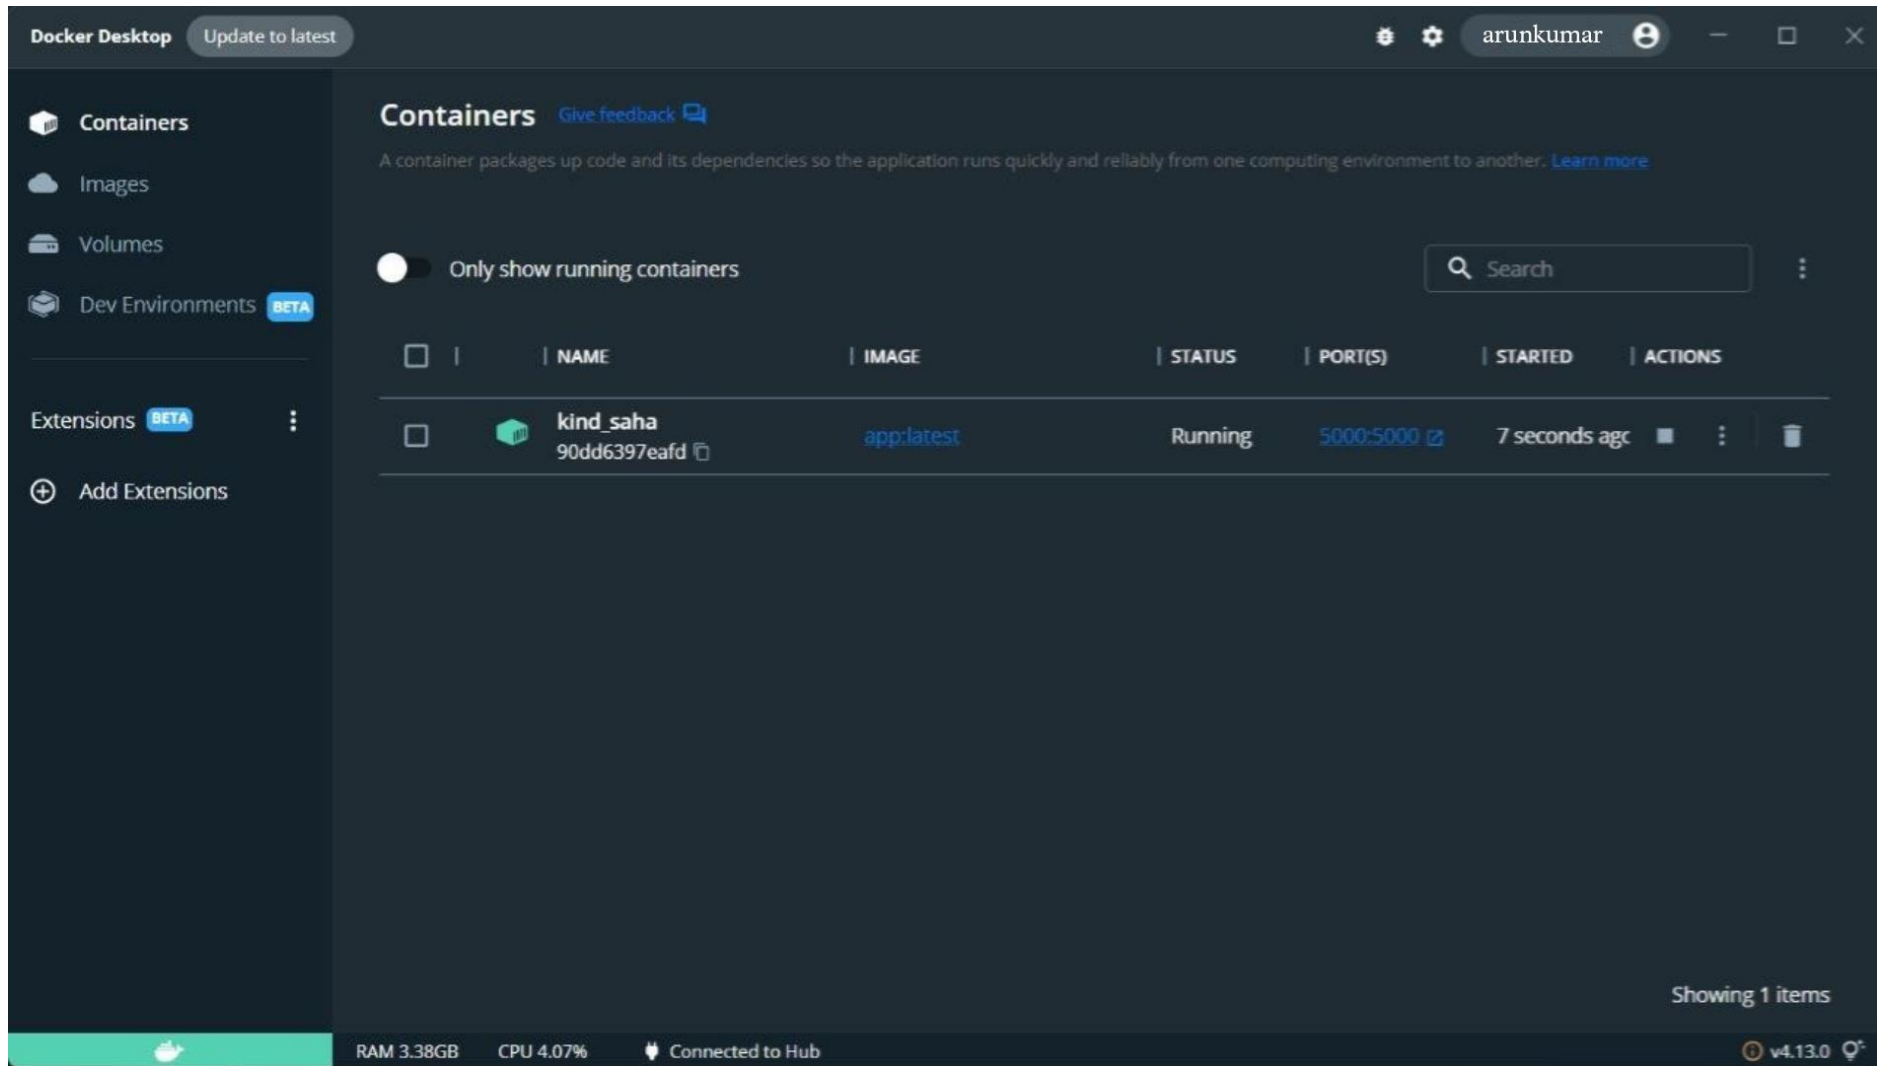 Docker Desktop Update to latest arunkumar
Containers
Images
Volumes
Dev Environments BETA
Extensions BETA
Add Extensions
Containers Give feedback
A container packages up code and its dependencies so the application runs quickly and reliably from one computing environment to another. Learn more
Only show running containers Search
NAME IMAGE STATUS PORT(S) STARTED ACTIONS
kind_saha app:latest Running 5000:5000 7 seconds agc
90dd6397eafd
Showing 1 items
RAM 3.38GB CPU 4.07% Connected to Hub v4.13.0